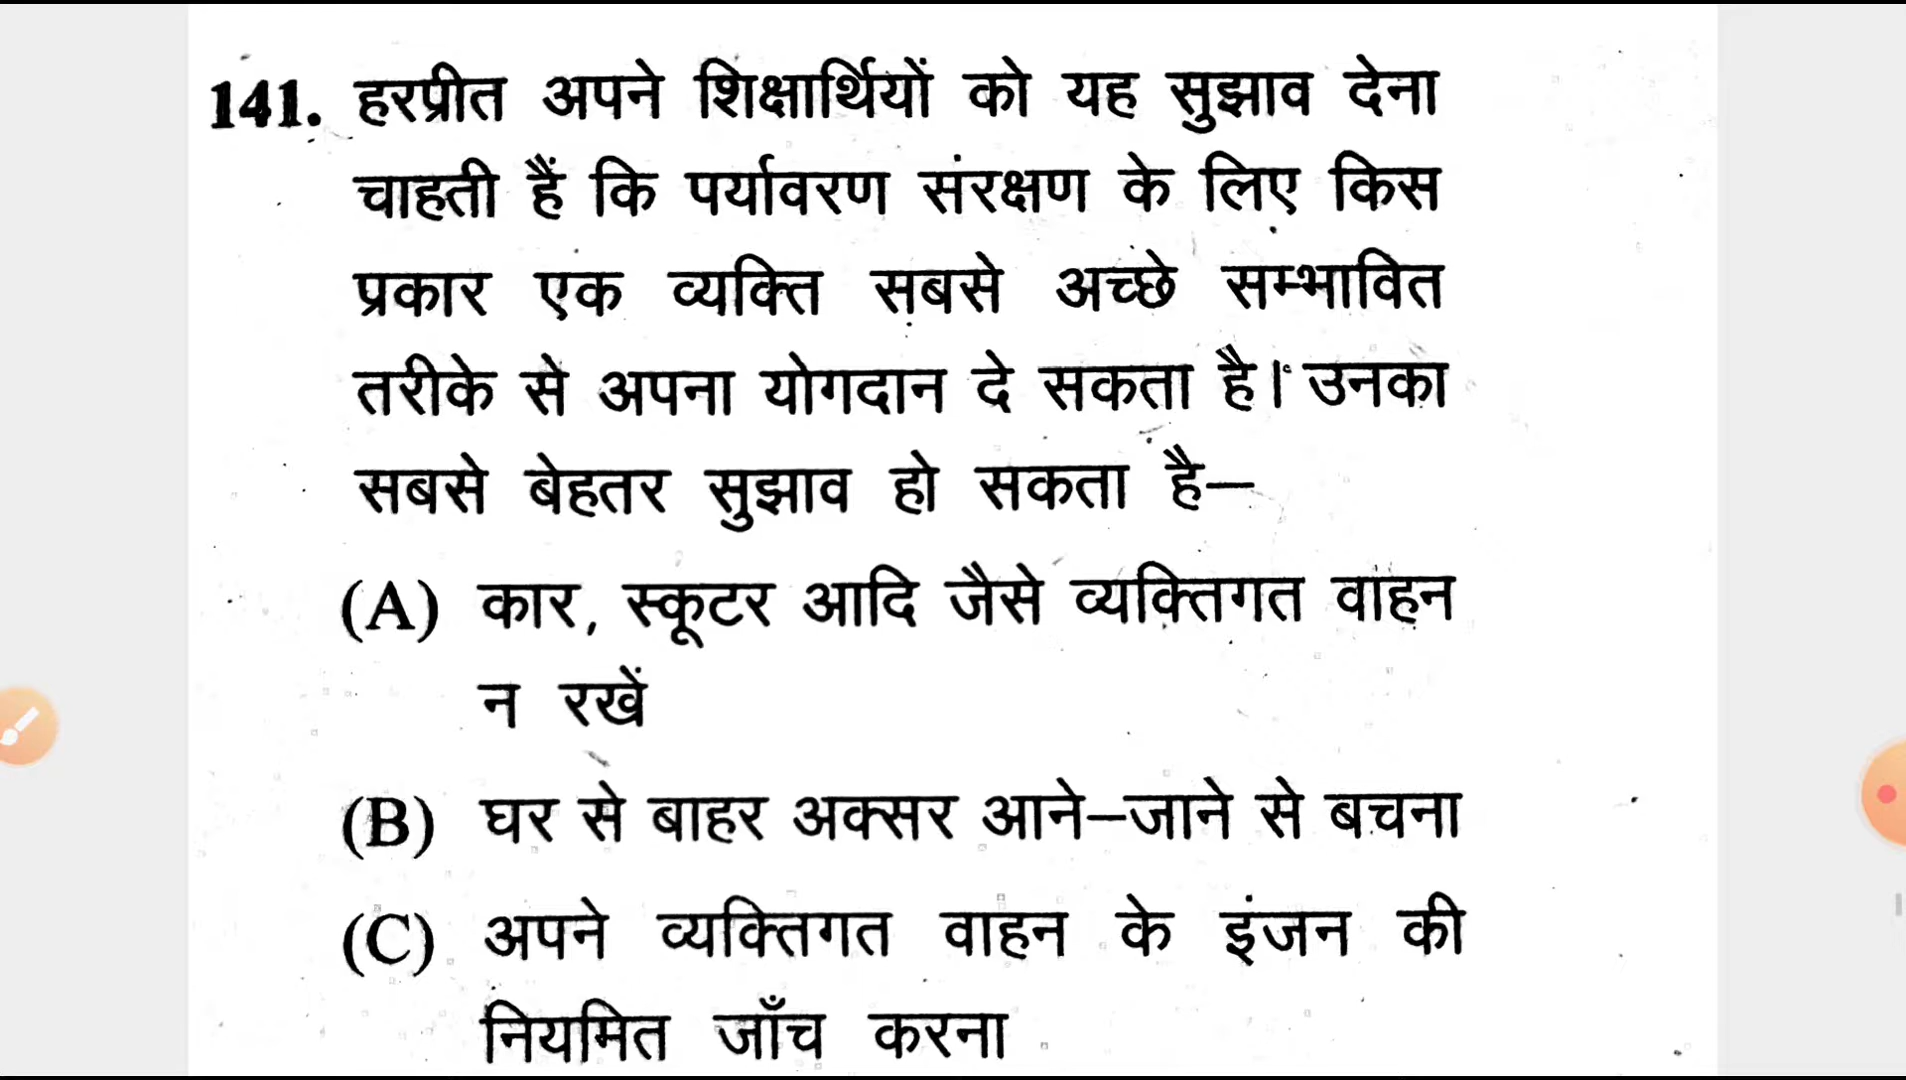 141. हरप्रीत अपने शिक्षार्थियों को यह सुझाव देना
चाहती हैं कि पर्यावरण संरक्षण के लिए किस
प्रकार एक व्यक्ति सबसे अच्छे सम्भावित
तरीके से अपना योगदान दे सकता है। उनका
सबसे बेहतर सुझाव हो सकता है–
(A) कार, स्कूटर आदि जैसे व्यक्तिगत वाहन
न रखें
(B) घर से बाहर अक्सर आने–जाने से बचना
(C) अपने व्यक्तिगत वाहन के इंजन की
नियमित जाँच करना